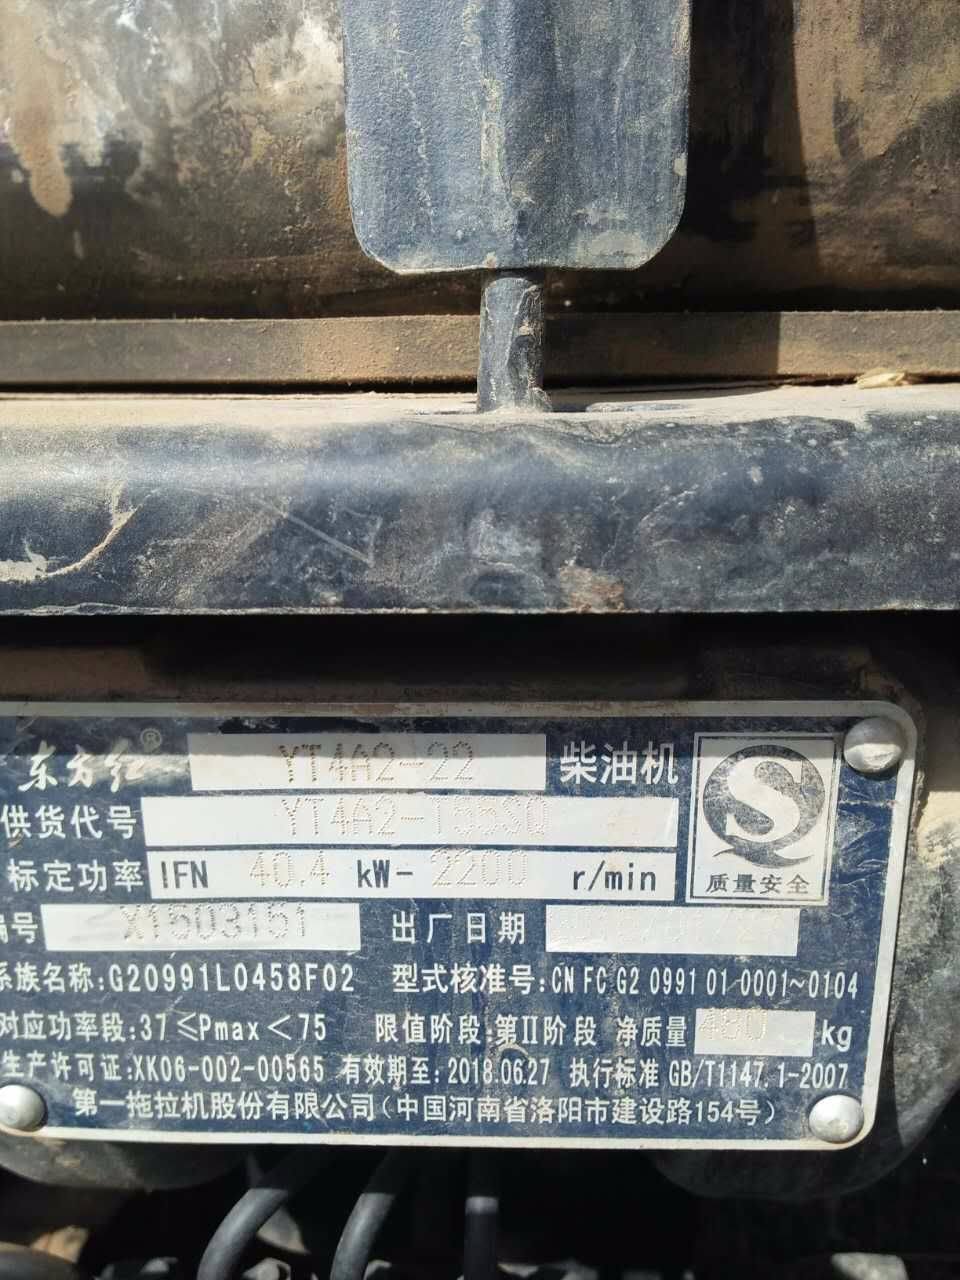 东方红® YT4A2-22 柴油机
供货代号 YT4A2-T55SQ
标定功率 IFN 40.4 kW- 2200 r/min
质量安全
编号 X1503151 出厂日期
系族名称:G20991L0458F02 型式核准号:CN FC G2 0991 01 0001~0104
对应功率段:37≤Pmax<75 限值阶段:第II阶段 净质量 480 kg
生产许可证:XK06-002-00565 有效期至:2018.06.27 执行标准 GB/T1147.1-2007
第一拖拉机股份有限公司(中国河南省洛阳市建设路154号)